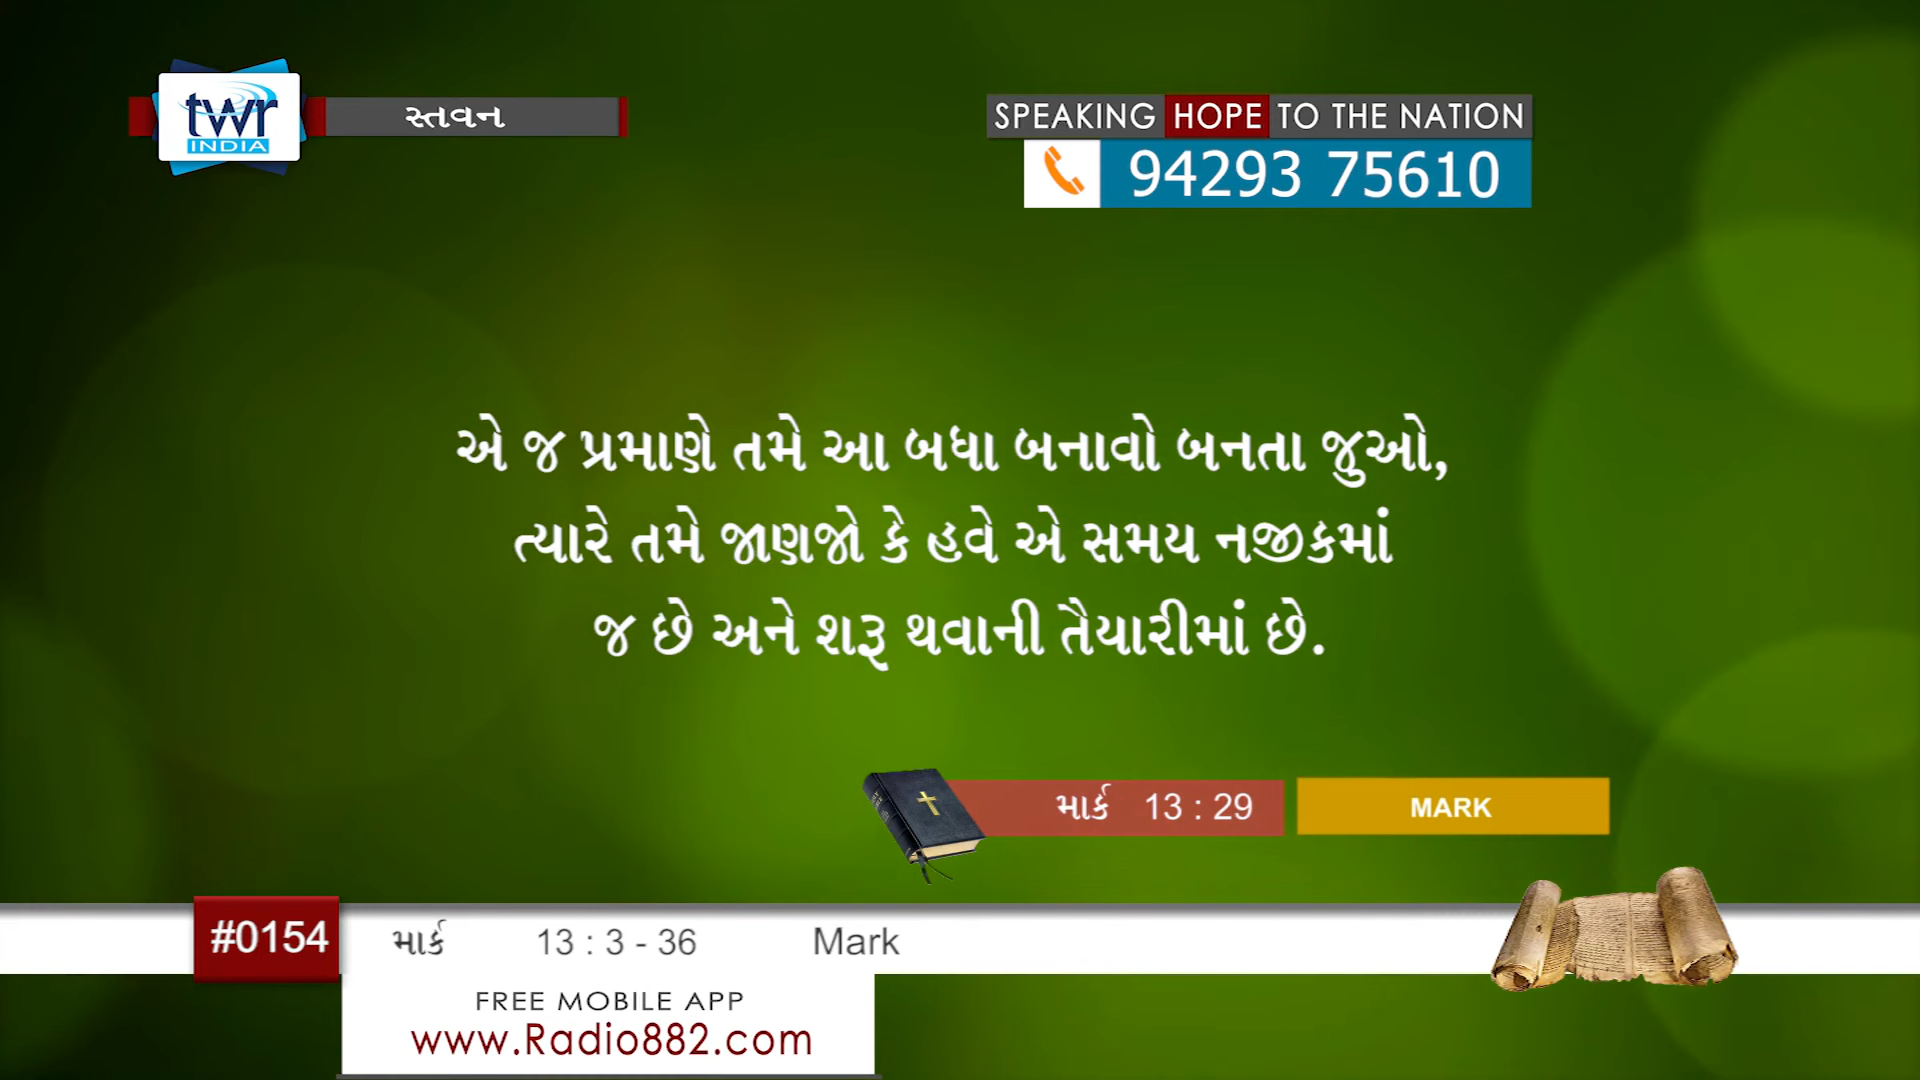 twr
INDIA
સ્તવન
SPEAKING HOPE TO THE NATION
94293 75610
એ જ પ્રમાણે તમે આ બધા બનાવો બનતા જુઓ,
ત્યારે તમે જાણજો કે હવે એ સમય નજીકમાં
જ છે અને શરૂ થવાની તૈયારીમાં છે.
માર્ક 13 : 29 MARK
#0154 માર્ક 13 : 3 - 36 Mark
FREE MOBILE APP
www.Radio882.com